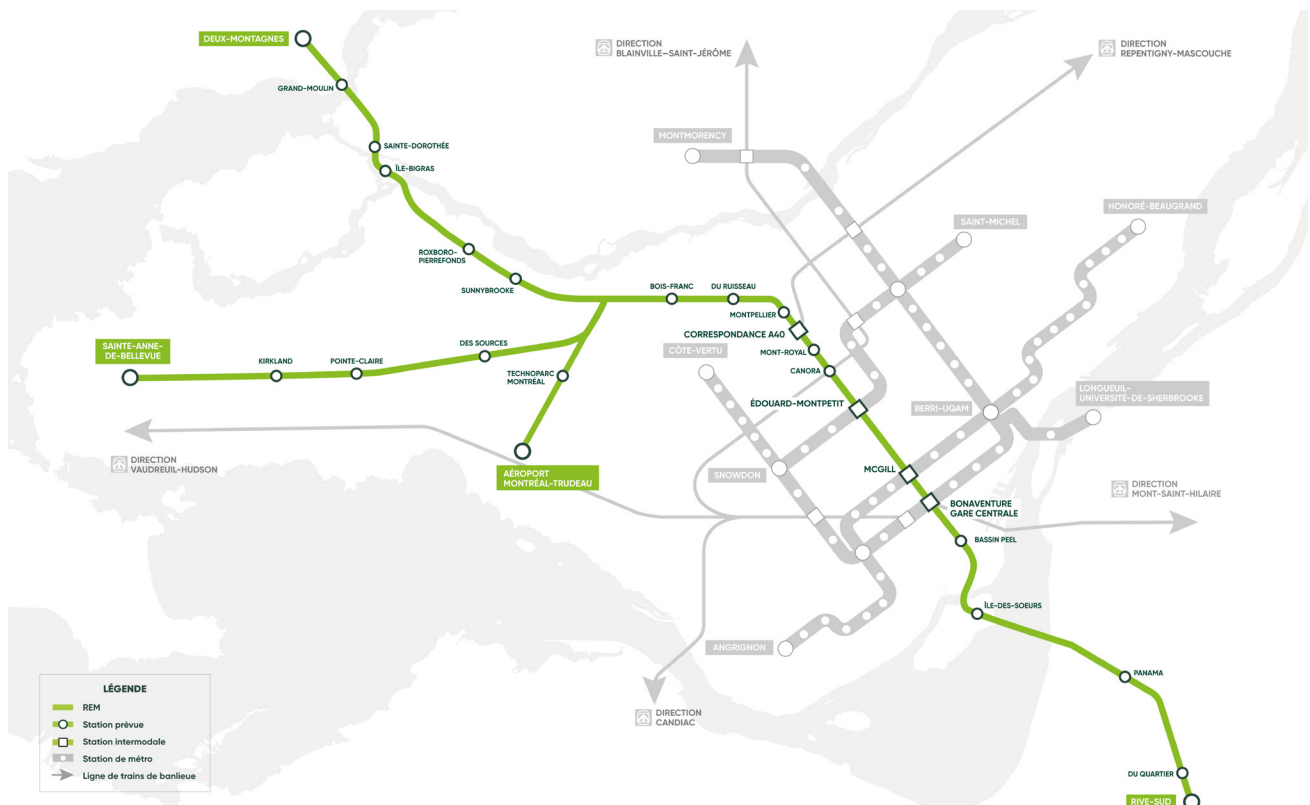 DEUX-MONTAGNES
GRAND-MOULIN
SAINTE-DOROTHÉE
ÎLE-BIGRAS
ROXBORO-
PIERREFONDS
SUNNYBROOKE
DIRECTION
BLAINVILLE–SAINT-JÉRÔME
DIRECTION
REPENTIGNY-MASCOUCHE
MONTMORENCY
SAINT-MICHEL
HONORÉ-BEAUGRAND
BOIS-FRANC
DU RUISSEAU
MONTPELLIER
CORRESPONDANCE A40
CÔTE-VERTU
MONT-ROYAL
CANORA
SAINTE-ANNE-
DE-BELLEVUE
KIRKLAND
POINTE-CLAIRE
DES SOURCES
TECHNOPARC
MONTRÉAL
ÉDOUARD-MONTPETIT
BERRI-UQAM
LONGUEUIL-
UNIVERSITÉ-DE-SHERBROOKE
DIRECTION
VAUDREUIL-HUDSON
AÉROPORT
MONTRÉAL-TRUDEAU
SNOWDON
MCGILL
BONAVENTURE
GARE CENTRALE
DIRECTION
MONT-SAINT-HILAIRE
BASSIN PEEL
ÎLE-DES-SOEURS
ANGRIGNON
PANAMA
DIRECTION
CANDIAC
DU QUARTIER
RIVE-SUD
LÉGENDE
REM
Station prévue
Station intermodale
Station de métro
Ligne de trains de banlieue